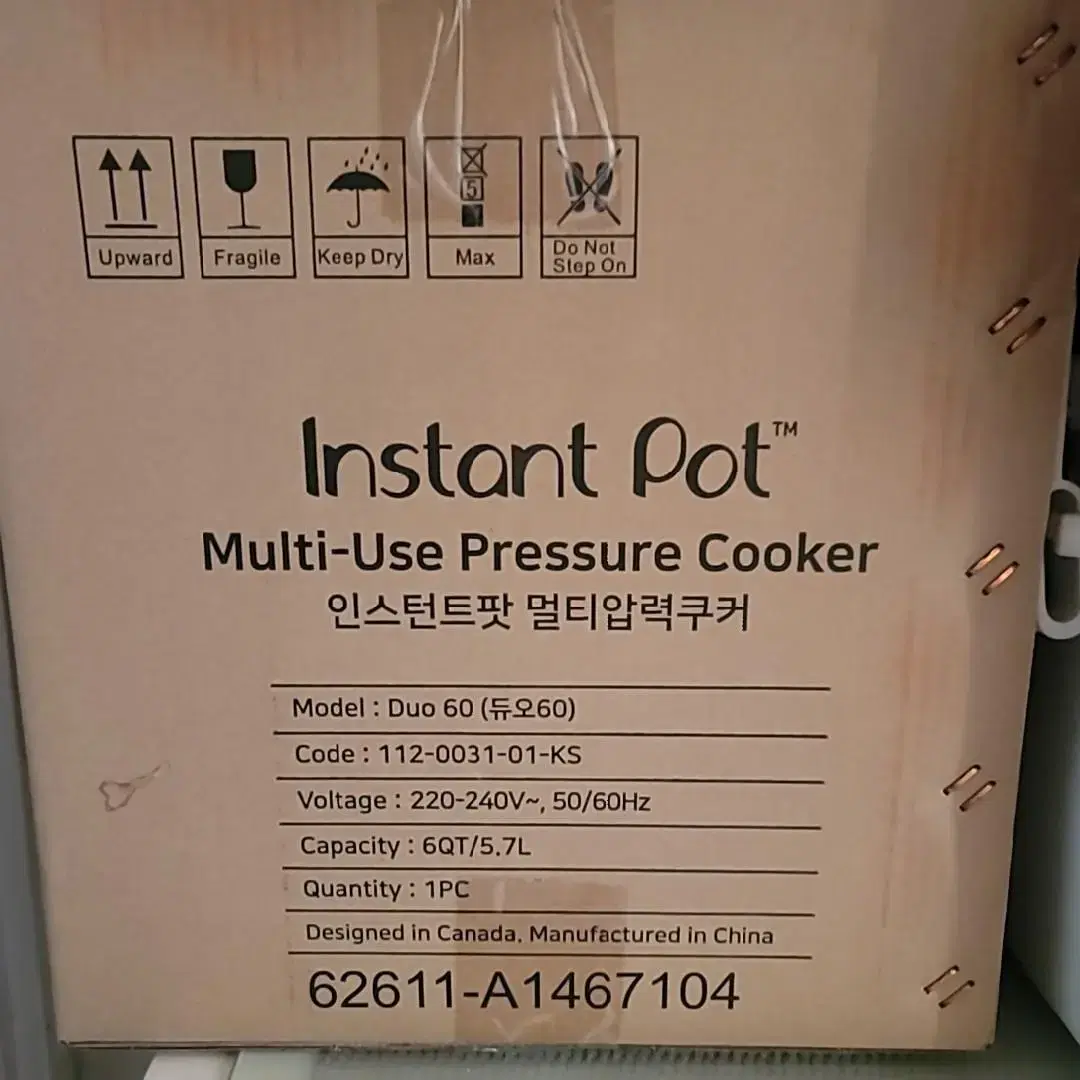 Upward
Fragile
Keep Dry
5
Max
Do Not
Step On
Instant Pot™
Multi-Use Pressure Cooker
인스턴트팟 멀티압력쿠커
Model : Duo 60 (듀오60)
Code : 112-0031-01-KS
Voltage : 220-240V~, 50/60Hz
Capacity : 6QT/5.7L
Quantity : 1PC
Designed in Canada. Manufactured in China
62611-A1467104